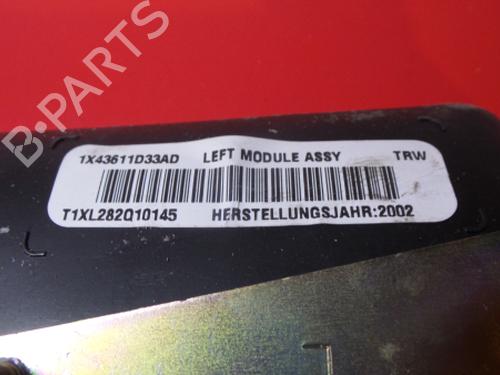 B-PARTS
1X43611D33AD LEFT MODULE ASSY TRW
T1XL282Q10145 HERSTELLUNGSJAHR:2002